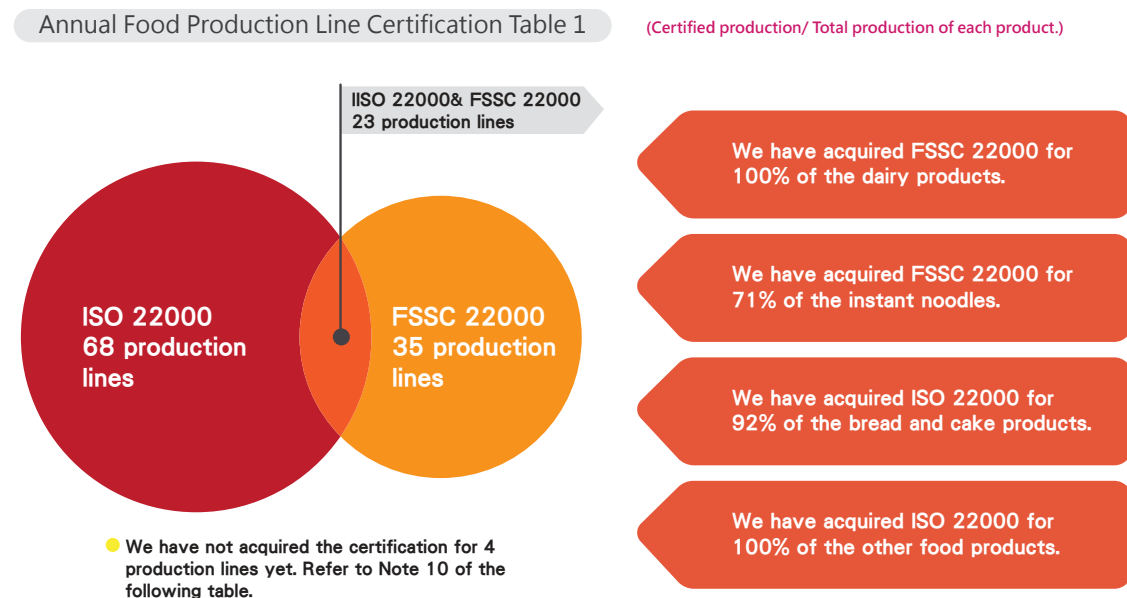 Annual Food Production Line Certification Table 1
(Certified production/ Total production of each product.)
IISO 22000& FSSC 22000
23 production lines
ISO 22000
68 production
lines
FSSC 22000
35 production
lines
We have not acquired the certification for 4
production lines yet. Refer to Note 10 of the
following table.
We have acquired FSSC 22000 for
100% of the dairy products.
We have acquired FSSC 22000 for
71% of the instant noodles.
We have acquired ISO 22000 for
92% of the bread and cake products.
We have acquired ISO 22000 for
100% of the other food products.